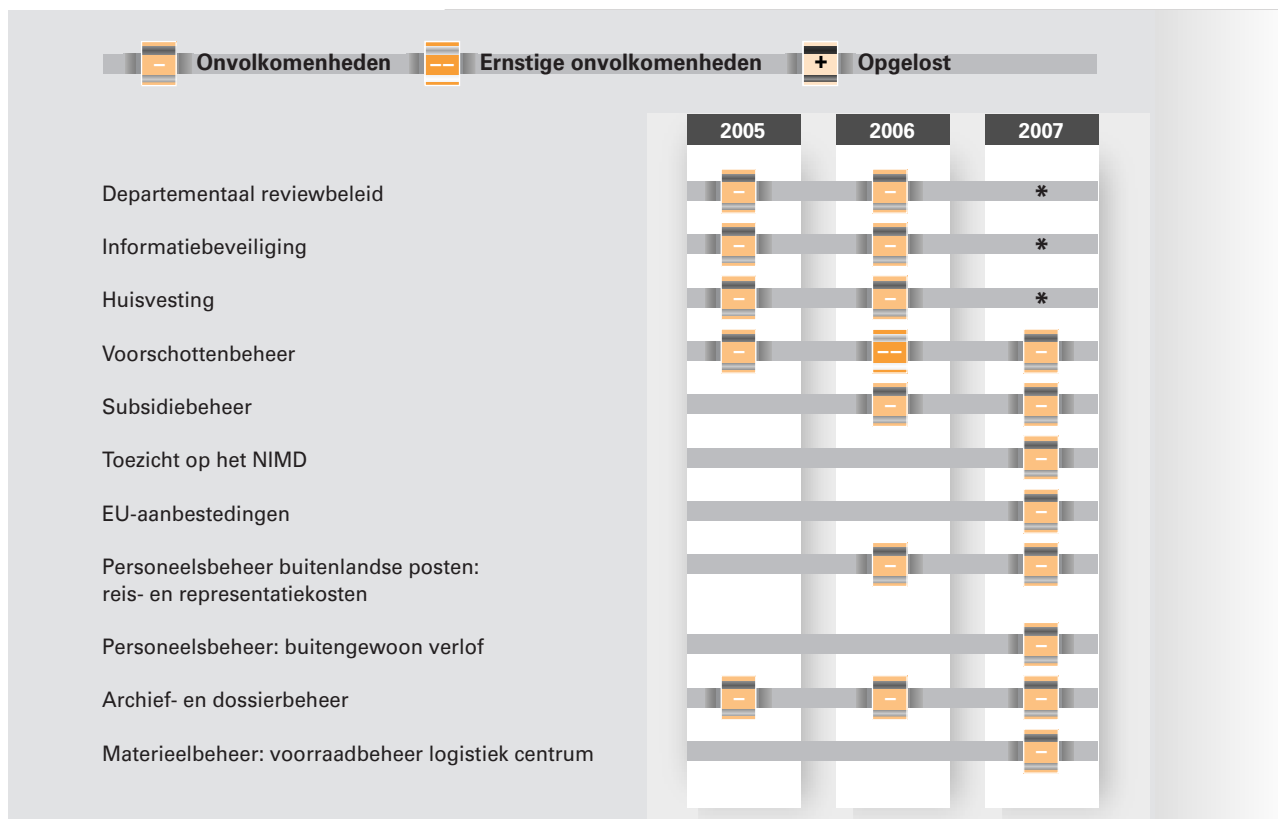 – Onvolkomenheden –– Ernstige onvolkomenheden + Opgelost
2005 2006 2007
Departementaal reviewbeleid – – *
Informatiebeveiliging – – *
Huisvesting – – *
Voorschottenbeheer – –– –
Subsidiebeheer – –
Toezicht op het NIMD –
EU-aanbestedingen –
Personeelsbeheer buitenlandse posten: – –
reis- en representatiekosten
Personeelsbeheer: buitengewoon verlof –
Archief- en dossierbeheer – – –
Materieelbeheer: voorraadbeheer logistiek centrum –